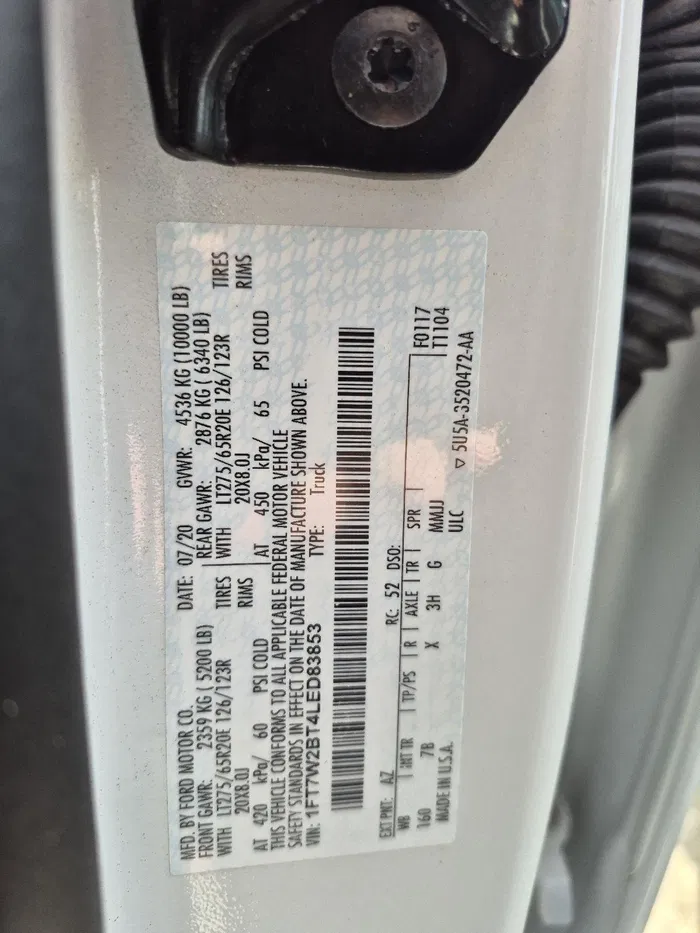 MFD. BY FORD MOTOR CO.
DATE: 07/20 GVWR: 4536 KG (10000 LB)
FRONT GAWR: 2359 KG ( 5200 LB) REAR GAWR: 2876 KG ( 6340 LB)
WITH LT275/65R20E 126/123R TIRES WITH LT275/65R20E 126/123R TIRES
20X8.0J RIMS 20X8.0J RIMS
AT 420 kPa/ 60 PSI COLD AT 450 kPa/ 65 PSI COLD
THIS VEHICLE CONFORMS TO ALL APPLICABLE FEDERAL MOTOR VEHICLE
SAFETY STANDARDS IN EFFECT ON THE DATE OF MANUFACTURE SHOWN ABOVE.
VIN: 1FT7W2BT4LED83853 TYPE: Truck
EXT PNT: AZ RC: 52 DSO:
WB INT TR TP/PS R AXLE TR SPR F0117
160 7B X 3H G MMJJ T1104
MADE IN U.S.A. ULC ▽ 5U5A-3520472-AA